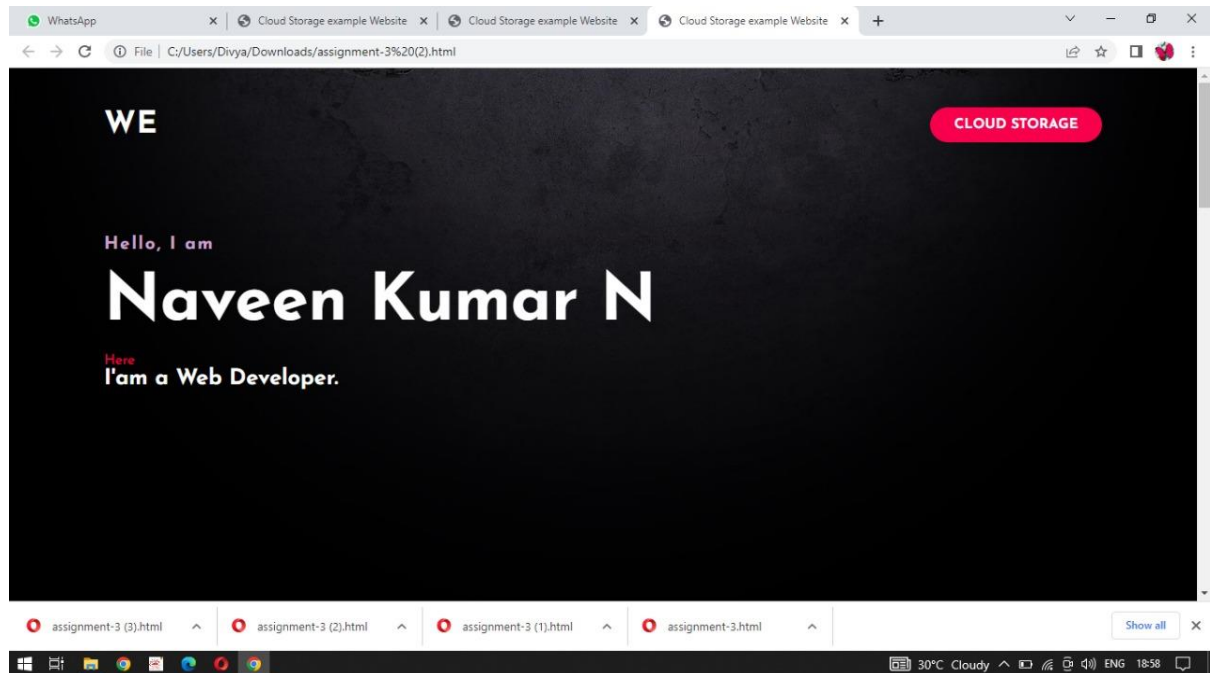 WhatsApp
Cloud Storage example Website
Cloud Storage example Website
Cloud Storage example Website
File | C:/Users/Divya/Downloads/assignment-3%20(2).html
WE
CLOUD STORAGE
Hello, I am
Naveen Kumar N
Here
I'am a Web Developer.
assignment-3 (3).html
assignment-3 (2).html
assignment-3 (1).html
assignment-3.html
Show all
30°C Cloudy
ENG
18:58